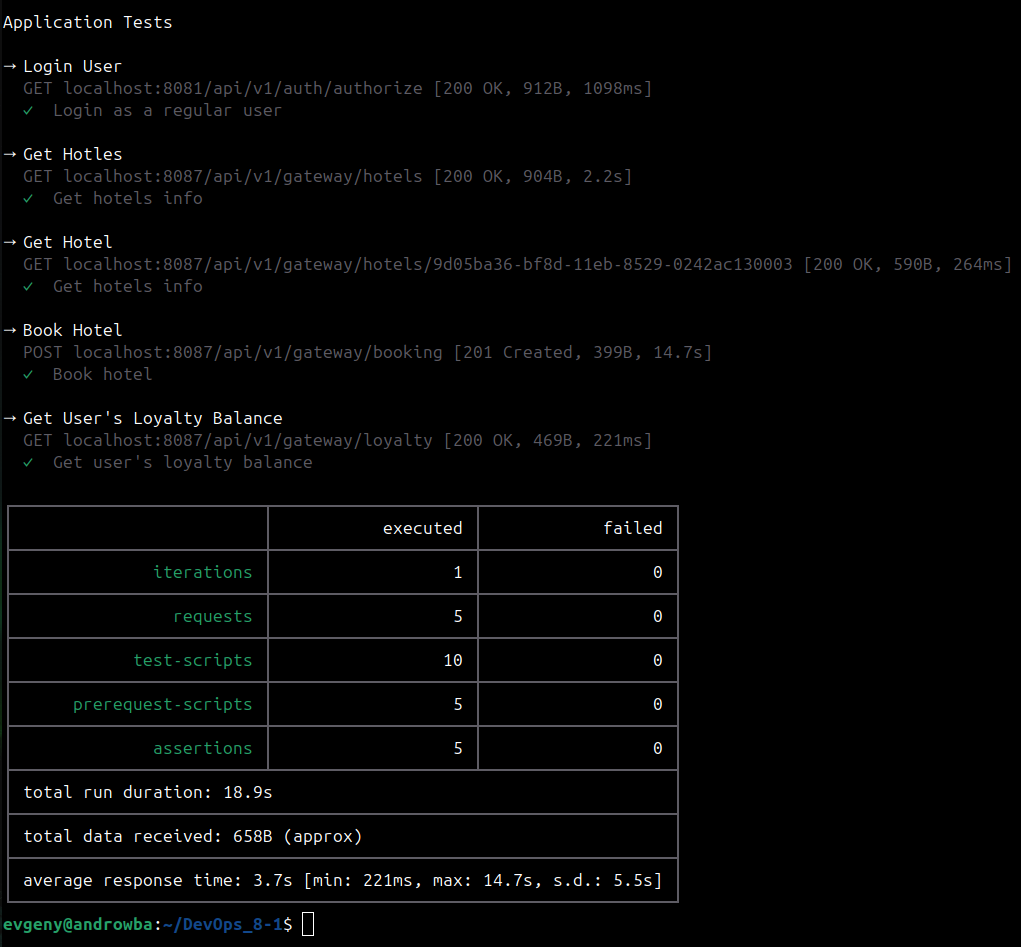 Application Tests
→ Login User
GET localhost:8081/api/v1/auth/authorize [200 OK, 912B, 1098ms]
✓ Login as a regular user
→ Get Hotles
GET localhost:8087/api/v1/gateway/hotels [200 OK, 904B, 2.2s]
✓ Get hotels info
→ Get Hotel
GET localhost:8087/api/v1/gateway/hotels/9d05ba36-bf8d-11eb-8529-0242ac130003 [200 OK, 590B, 264ms]
✓ Get hotels info
→ Book Hotel
POST localhost:8087/api/v1/gateway/booking [201 Created, 399B, 14.7s]
✓ Book hotel
→ Get User's Loyalty Balance
GET localhost:8087/api/v1/gateway/loyalty [200 OK, 469B, 221ms]
✓ Get user's loyalty balance
executed failed
iterations 1 0
requests 5 0
test-scripts 10 0
prerequest-scripts 5 0
assertions 5 0
total run duration: 18.9s
total data received: 658B (approx)
average response time: 3.7s [min: 221ms, max: 14.7s, s.d.: 5.5s]
evgeny@androwba:~/DevOps_8-1$